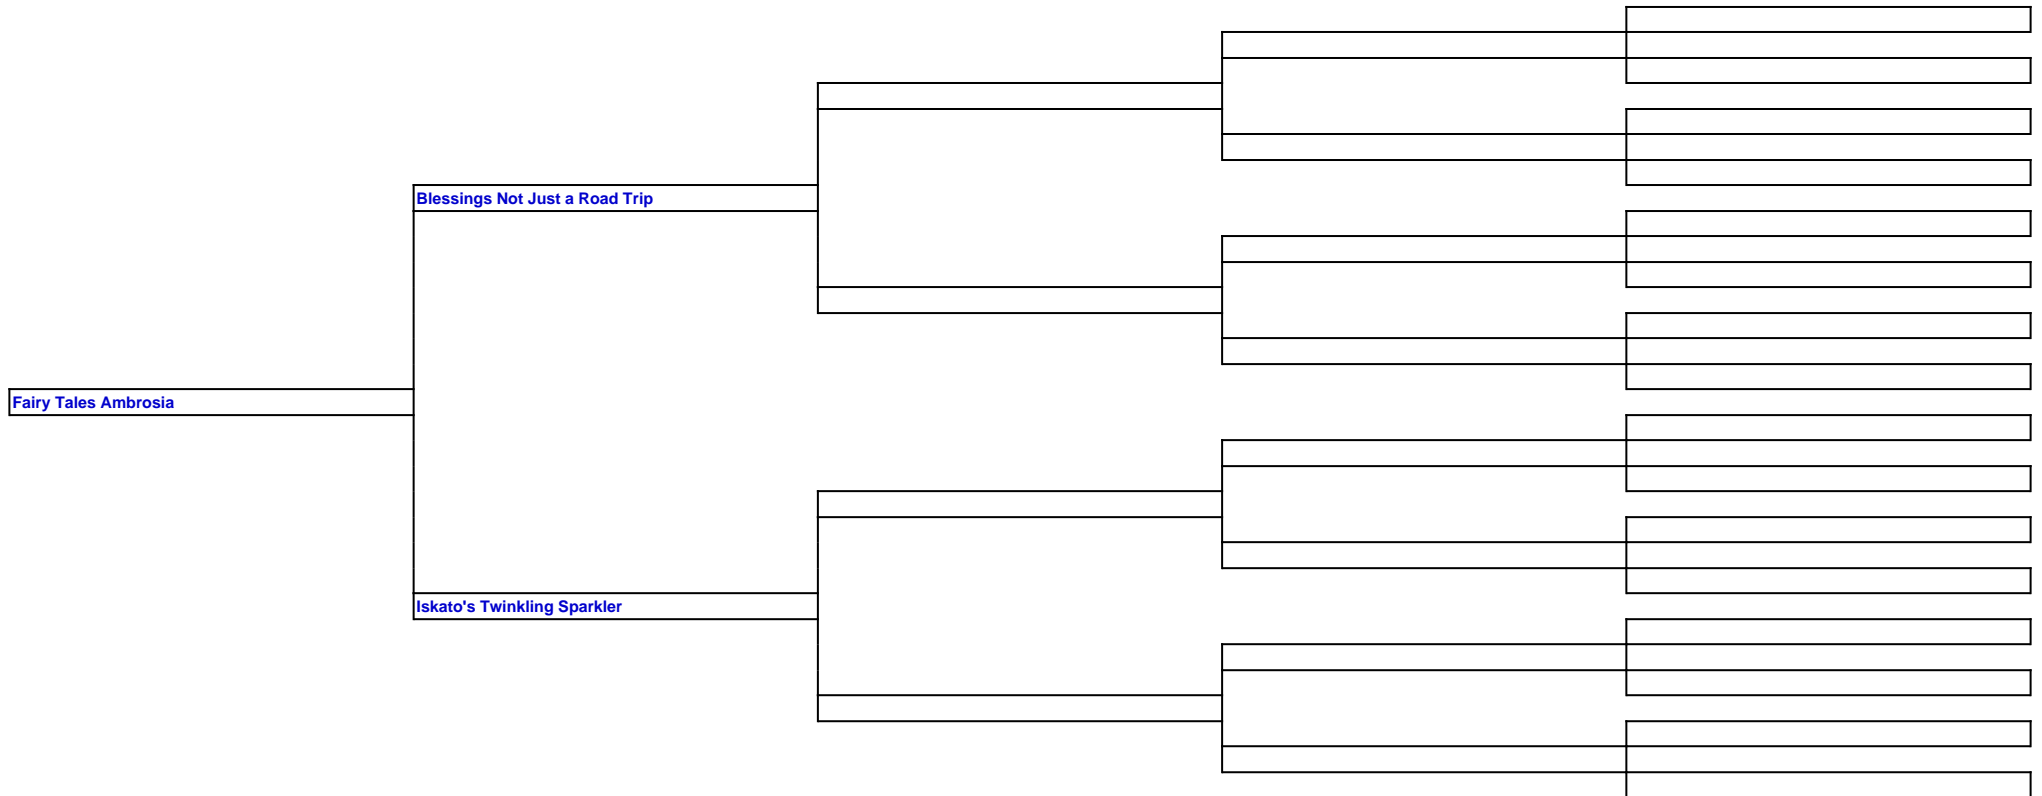 Blessings Not Just a Road Trip
Fairy Tales Ambrosia
Iskato's Twinkling Sparkler